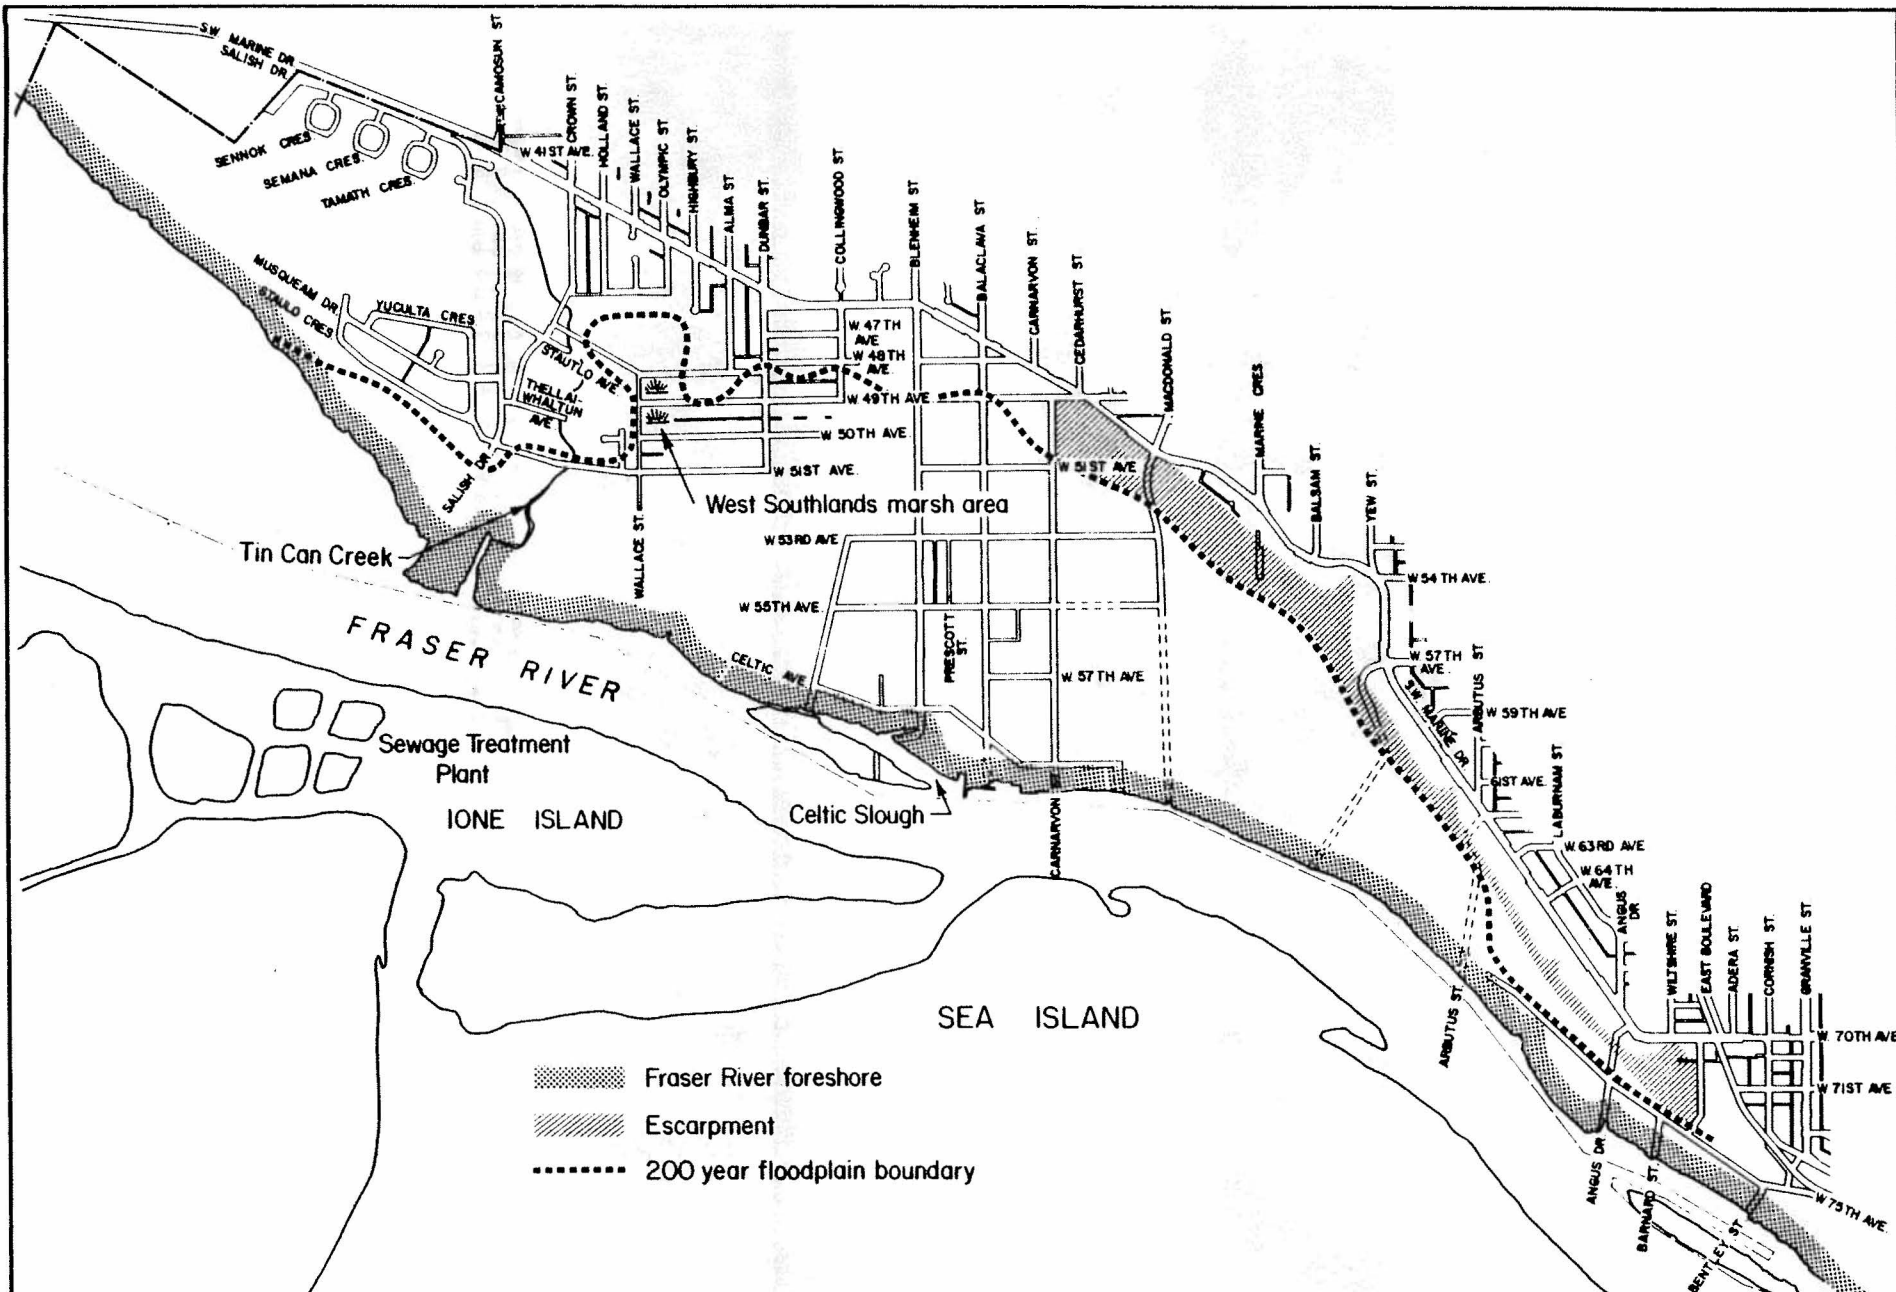 S.W. MARINE DR.
SALISH DR.
CAMOSUN ST
SENNOK CRES
SEMANA CRES.
TAMATH CRES.
W 41ST AVE.
CROWN ST.
HOLLAND ST.
WALLACE ST.
OLYMPIC ST
HIGHBURY ST.
ALMA ST
DUNBAR ST.
COLLINGWOOD ST
BLENHEIM ST
BALACLAVA ST
CARNARVON ST.
CEDARHURST ST
MACDONALD ST
MARINE CRES.
BALSAM ST.
YEW ST.
MUSQUEAM DR
STAULO CRES.
YUCULTA CRES
STAUTLO AVE.
THELLAI-
WHALTUN
AVE
SALISH DR
W 47TH
AVE
W 48TH
AVE.
W 49TH AVE.
W 50TH AVE.
W 51ST AVE.
W 51ST AVE
West Southlands marsh area
Tin Can Creek
WALLACE ST.
W 53RD AVE
W 54TH AVE.
W 55TH AVE.
PRESCOTT
ST.
W 57TH AVE
W 57TH
AVE.
S.W. MARINE DR
ARBUTUS ST
W 59TH AVE
61ST AVE.
LABURNAM ST
W. 63RD AVE
W 64TH
AVE.
ANGUS
DR
CELTIC AVE
FRASER RIVER
Sewage Treatment
Plant
IONE ISLAND
Celtic Slough
CARNARVON ST.
SEA ISLAND
WILTSHIRE ST.
EAST BOULEVARD
ADERA ST.
CORNISH ST.
GRANVILLE ST
W. 70TH AVE
W 71ST AVE
W 75TH AVE.
ARBUTUS ST.
ANGUS DR.
BARNARD ST.
BENTLEY ST
Fraser River foreshore
Escarpment
200 year floodplain boundary